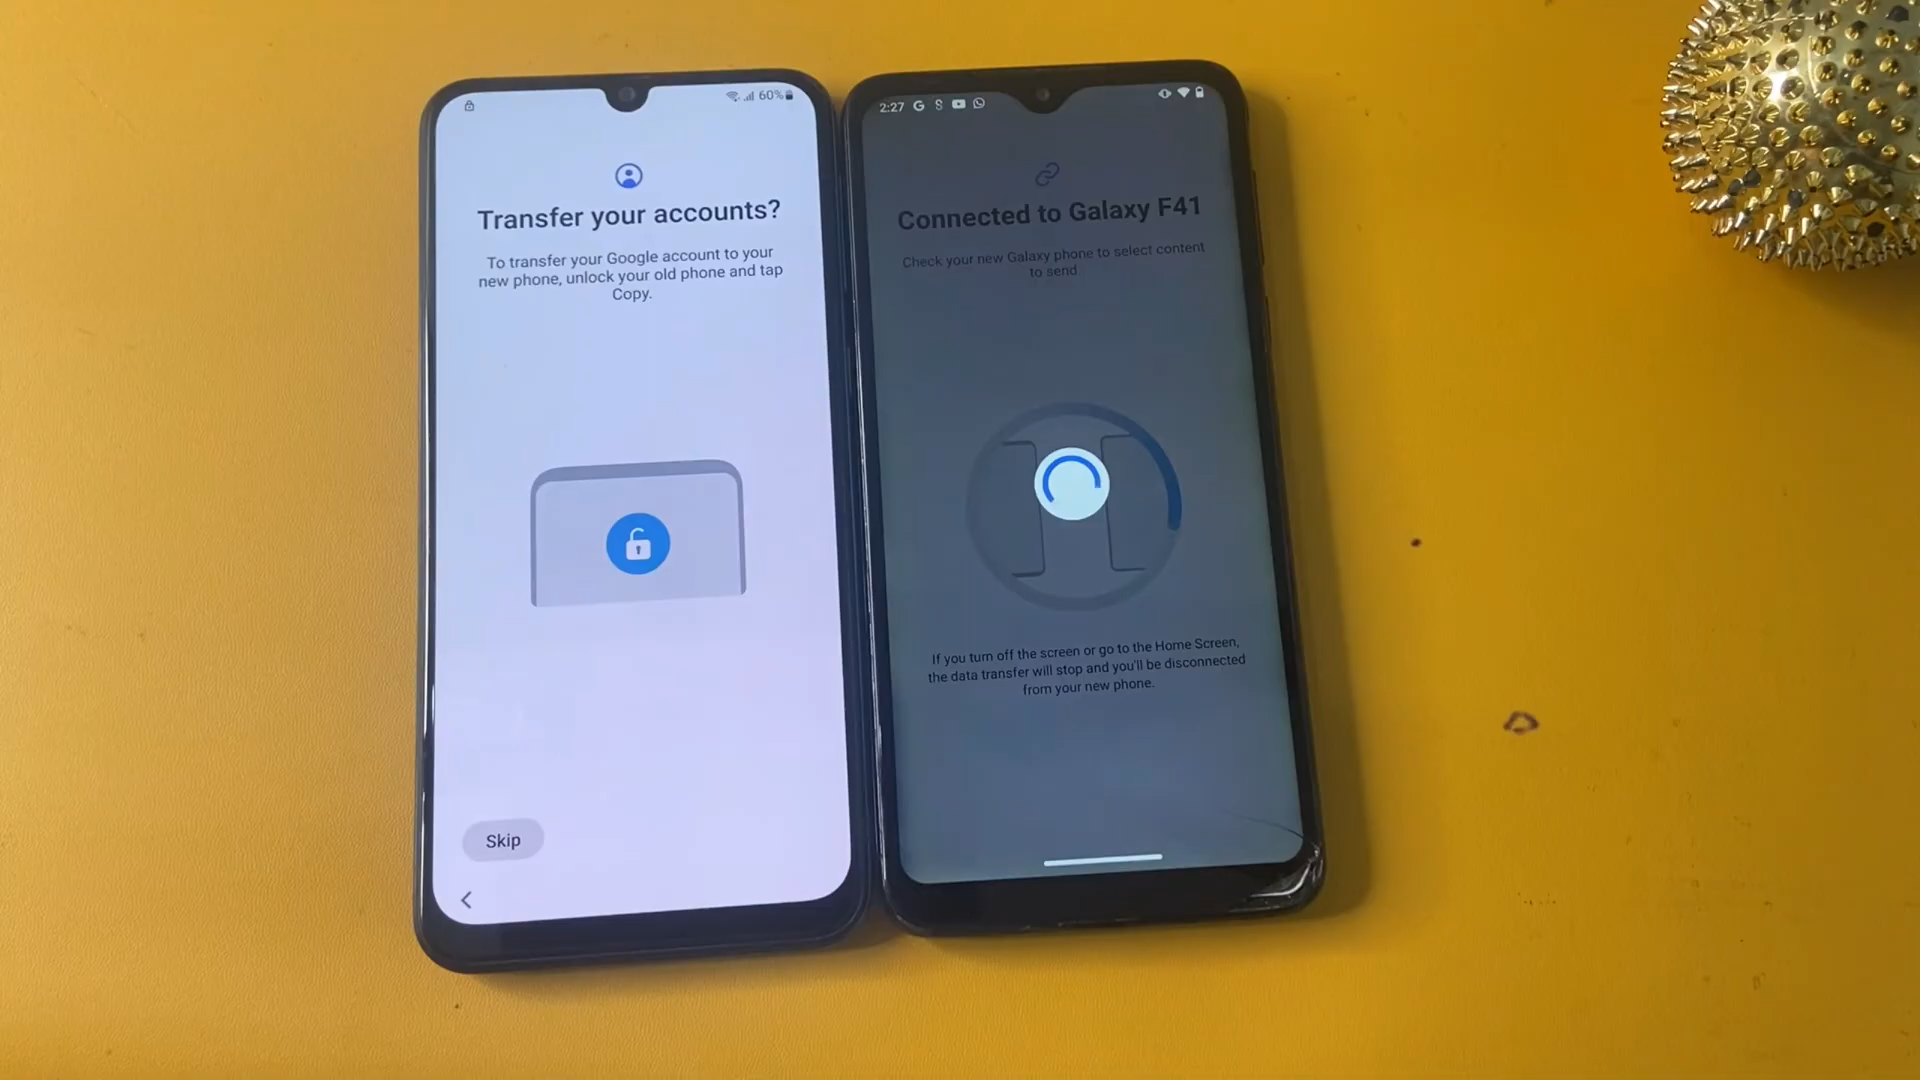 60%
Transfer your accounts?
To transfer your Google account to your
new phone, unlock your old phone and tap
Copy.
Skip
2:27 G S
Connected to Galaxy F41
Check your new Galaxy phone to select content
to send
If you turn off the screen or go to the Home Screen,
the data transfer will stop and you'll be disconnected
from your new phone.